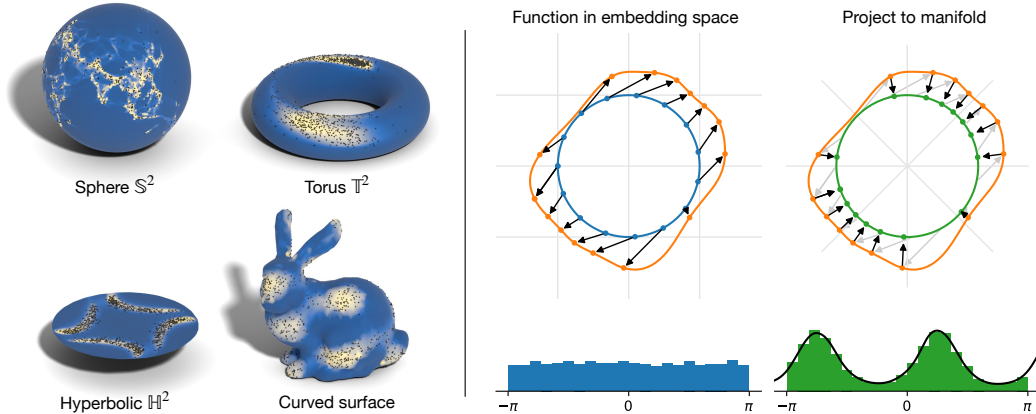 Sphere 𝕊²
Torus 𝕋²
Hyperbolic ℍ²
Curved surface
Function in embedding space
Project to manifold
−π 0 π
−π 0 π